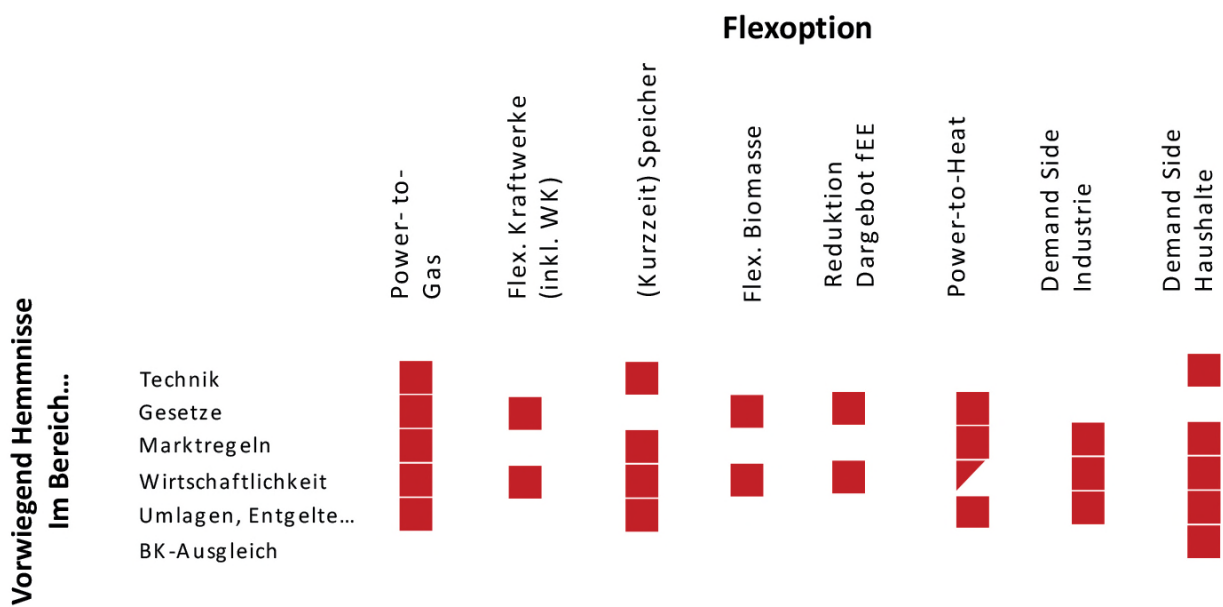 Flexoption
Power- to-
Gas
Flex. Kraftwerke
(inkl. WK)
(Kurzzeit) Speicher
Flex. Biomasse
Reduktion
Dargebot fEE
Power-to-Heat
Demand Side
Industrie
Demand Side
Haushalte
Vorwiegend Hemmnisse
Im Bereich...
Technik
Gesetze
Marktregeln
Wirtschaftlichkeit
Umlagen, Entgelte...
BK-Ausgleich